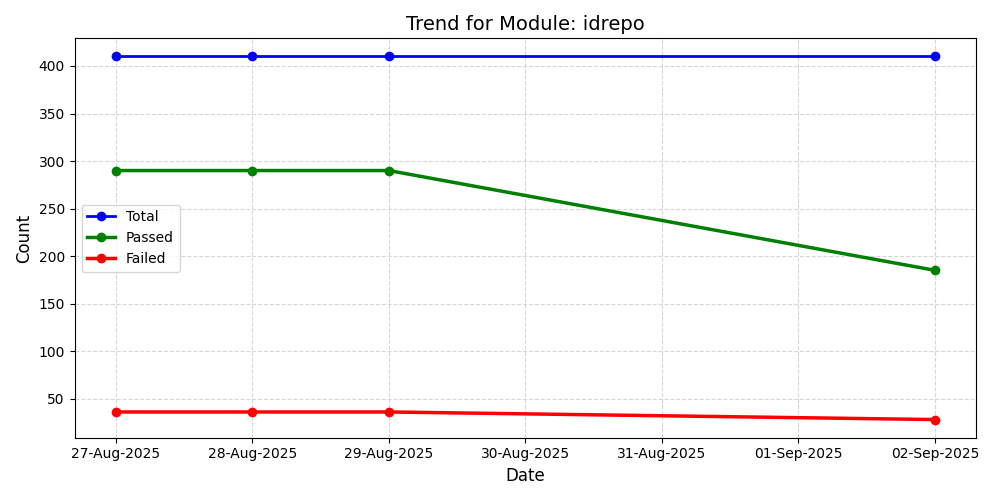 Trend for Module: idrepo
400
350
300
250
200
150
100
50
Count
Total
Passed
Failed
27-Aug-2025 28-Aug-2025 29-Aug-2025 30-Aug-2025 31-Aug-2025 01-Sep-2025 02-Sep-2025
Date